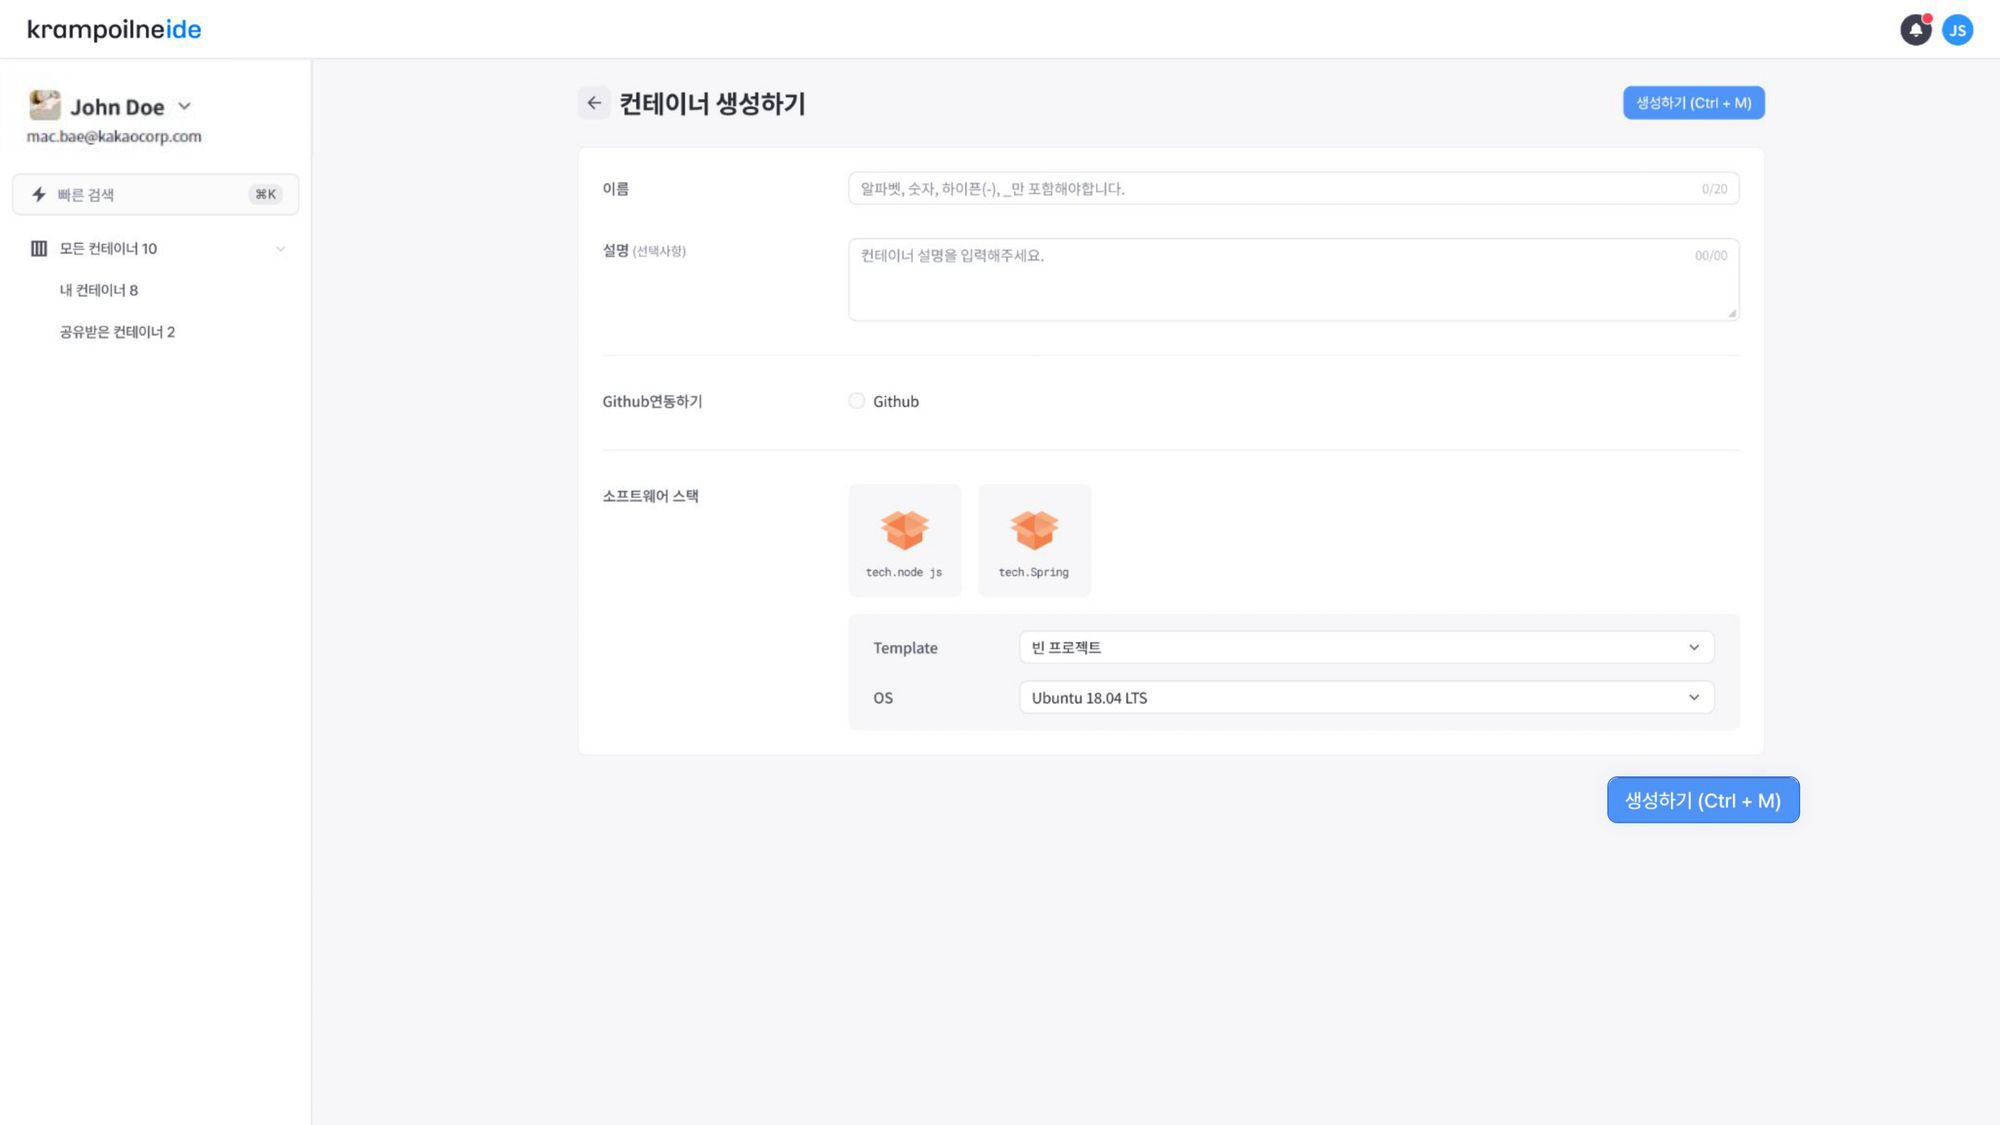 krampoilneide
JS
John Doe
mac.bae@kakaocorp.com
빠른 검색 ⌘K
모든 컨테이너 10
내 컨테이너 8
공유받은 컨테이너 2
컨테이너 생성하기
생성하기 (Ctrl + M)
이름
알파벳, 숫자, 하이픈(-), _만 포함해야합니다. 0/20
설명 (선택사항)
컨테이너 설명을 입력해주세요. 00/00
Github연동하기
Github
소프트웨어 스택
tech.node js
tech.Spring
Template
빈 프로젝트
OS
Ubuntu 18.04 LTS
생성하기 (Ctrl + M)